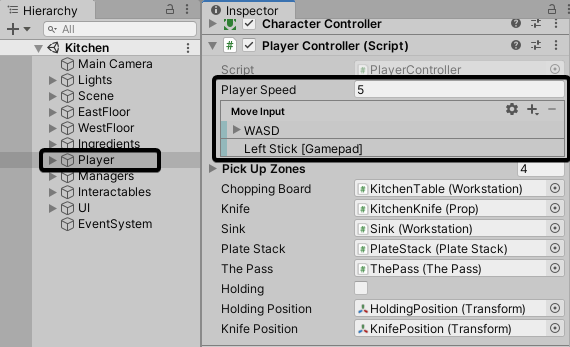 Hierarchy
All
Kitchen
Main Camera
Lights
Scene
EastFloor
WestFloor
Ingredients
Player
Managers
Interactables
UI
EventSystem
Inspector
Character Controller
Player Controller (Script)
Script PlayerController
Player Speed 5
Move Input
WASD
Left Stick [Gamepad]
Pick Up Zones 4
Chopping Board KitchenTable (Workstation)
Knife KitchenKnife (Prop)
Sink Sink (Workstation)
Plate Stack PlateStack (Plate Stack)
The Pass ThePass (The Pass)
Holding
Holding Position HoldingPosition (Transform)
Knife Position KnifePosition (Transform)